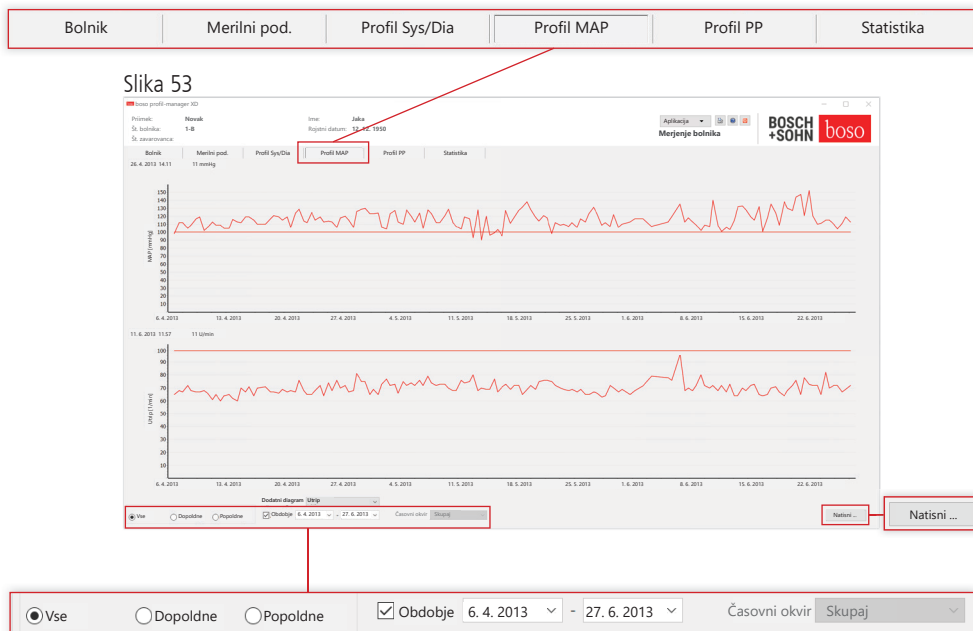 Bolnik Merilni pod. Profil Sys/Dia Profil MAP Profil PP Statistika
Slika 53
boso profil-manager XD
Priimek: Novak Ime: Jaka
Št. bolnika: 1-8 Rojstni datum: 12. 12. 1950
Št. zavarovanca:
Aplikacija
Merjenje bolnika
BOSCH
+SOHN
boso
Bolnik Merilni pod. Profil Sys/Dia Profil MAP Profil PP Statistika
26. 4. 2013 14:11 11 mmHg
MAP [mmHg]
150
140
130
120
110
100
90
80
70
60
50
40
30
20
10
6. 4. 2013 13. 4. 2013 20. 4. 2013 27. 4. 2013 4. 5. 2013 11. 5. 2013 18. 5. 2013 25. 5. 2013 1. 6. 2013 8. 6. 2013 15. 6. 2013 22. 6. 2013
11. 6. 2013 11.57 11 U/min
Utrip [1/min]
100
90
80
70
60
50
40
30
20
10
6. 4. 2013 13. 4. 2013 20. 4. 2013 27. 4. 2013 4. 5. 2013 11. 5. 2013 18. 5. 2013 25. 5. 2013 1. 6. 2013 8. 6. 2013 15. 6. 2013 22. 6. 2013
Dodatni diagram Utrip
Vse Dopoldne Popoldne Obdobje 6. 4. 2013 - 27. 6. 2013 Časovni okvir Skupaj
Natisni ...
Natisni ...
Vse Dopoldne Popoldne Obdobje 6. 4. 2013 - 27. 6. 2013 Časovni okvir Skupaj